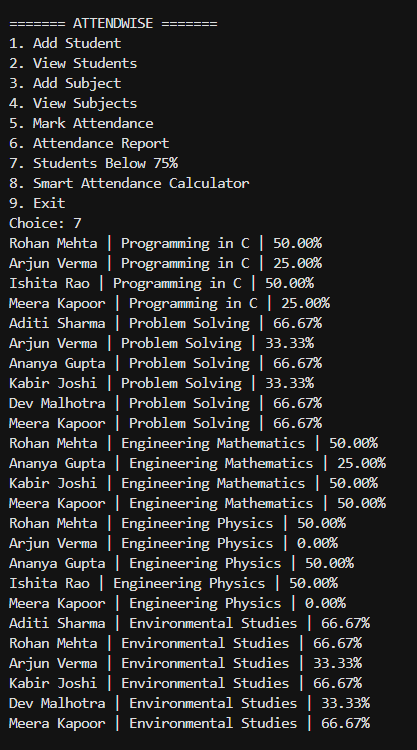 ======= ATTENDWISE =======
1. Add Student
2. View Students
3. Add Subject
4. View Subjects
5. Mark Attendance
6. Attendance Report
7. Students Below 75%
8. Smart Attendance Calculator
9. Exit
Choice: 7
Rohan Mehta | Programming in C | 50.00%
Arjun Verma | Programming in C | 25.00%
Ishita Rao | Programming in C | 50.00%
Meera Kapoor | Programming in C | 25.00%
Aditi Sharma | Problem Solving | 66.67%
Arjun Verma | Problem Solving | 33.33%
Ananya Gupta | Problem Solving | 66.67%
Kabir Joshi | Problem Solving | 33.33%
Dev Malhotra | Problem Solving | 66.67%
Meera Kapoor | Problem Solving | 66.67%
Rohan Mehta | Engineering Mathematics | 50.00%
Ananya Gupta | Engineering Mathematics | 25.00%
Kabir Joshi | Engineering Mathematics | 50.00%
Meera Kapoor | Engineering Mathematics | 50.00%
Rohan Mehta | Engineering Physics | 50.00%
Arjun Verma | Engineering Physics | 0.00%
Ananya Gupta | Engineering Physics | 50.00%
Ishita Rao | Engineering Physics | 50.00%
Meera Kapoor | Engineering Physics | 0.00%
Aditi Sharma | Environmental Studies | 66.67%
Rohan Mehta | Environmental Studies | 66.67%
Arjun Verma | Environmental Studies | 33.33%
Kabir Joshi | Environmental Studies | 66.67%
Dev Malhotra | Environmental Studies | 33.33%
Meera Kapoor | Environmental Studies | 66.67%